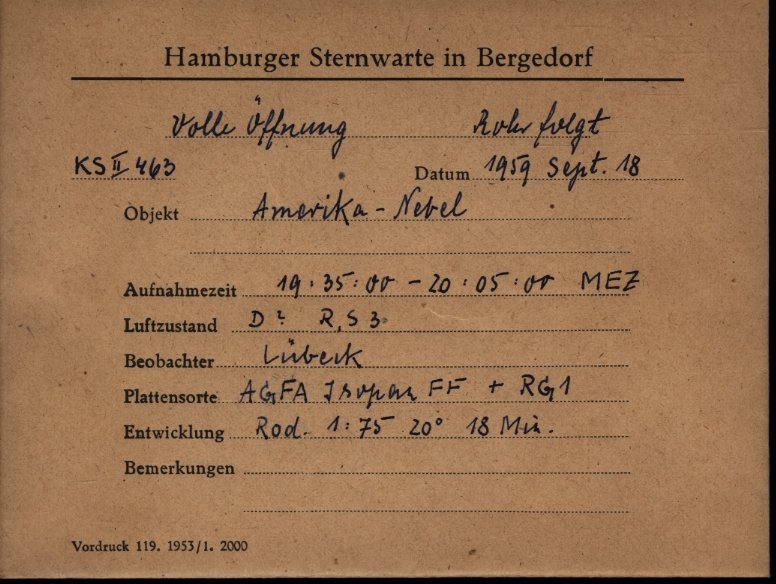 Hamburger Sternwarte in Bergedorf
Volle Öffnung Rohr folgt
KS II 463 Datum 1959 Sept. 18
Objekt Amerika-Nebel
Aufnahmezeit 19:35:00 - 20:05:00 MEZ
Luftzustand D? R, S 3
Beobachter Lübeck
Plattensorte AGFA Isopan FF + RG1
Entwicklung Rod. 1:75 20° 18 Min.
Bemerkungen
Vordruck 119. 1953/1. 2000